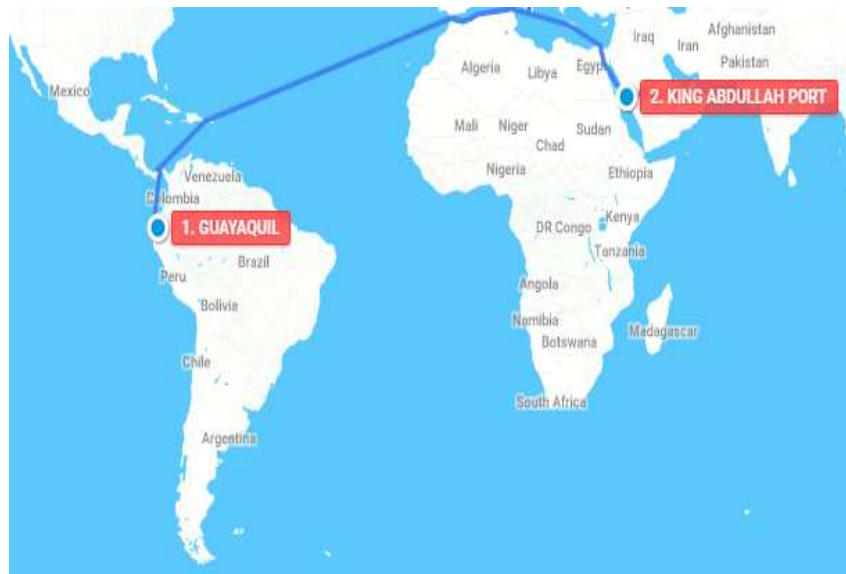 Mexico
Venezuela
Colombia
1. GUAYAQUIL
Peru
Brazil
Bolivia
Chile
Argentina
Algeria
Libya
Egypt
Iraq
Iran
Afghanistan
Pakistan
2. KING ABDULLAH PORT
Mali
Niger
Chad
Sudan
Nigeria
Ethiopia
DR Congo
Kenya
Tanzania
Angola
Namibia
Botswana
Madagascar
South Africa